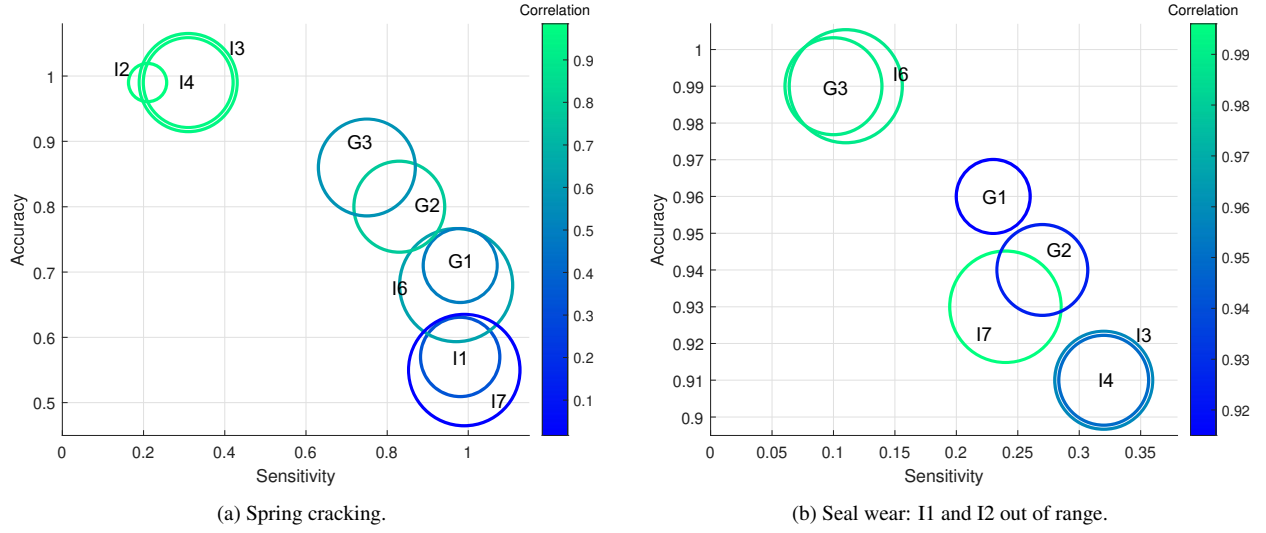 Correlation
I2
I3
I4
G3
G2
G1
I6
I1
I7
1
0.9
0.8
0.7
0.6
0.5
Accuracy
0
0.2
0.4
0.6
0.8
1
Sensitivity
0.9
0.8
0.7
0.6
0.5
0.4
0.3
0.2
0.1
(a) Spring cracking.
Correlation
G3
I6
G1
G2
I7
I3
I4
1
0.99
0.98
0.97
0.96
0.95
0.94
0.93
0.92
0.91
0.9
Accuracy
0
0.05
0.1
0.15
0.2
0.25
0.3
0.35
Sensitivity
0.99
0.98
0.97
0.96
0.95
0.94
0.93
0.92
(b) Seal wear: I1 and I2 out of range.